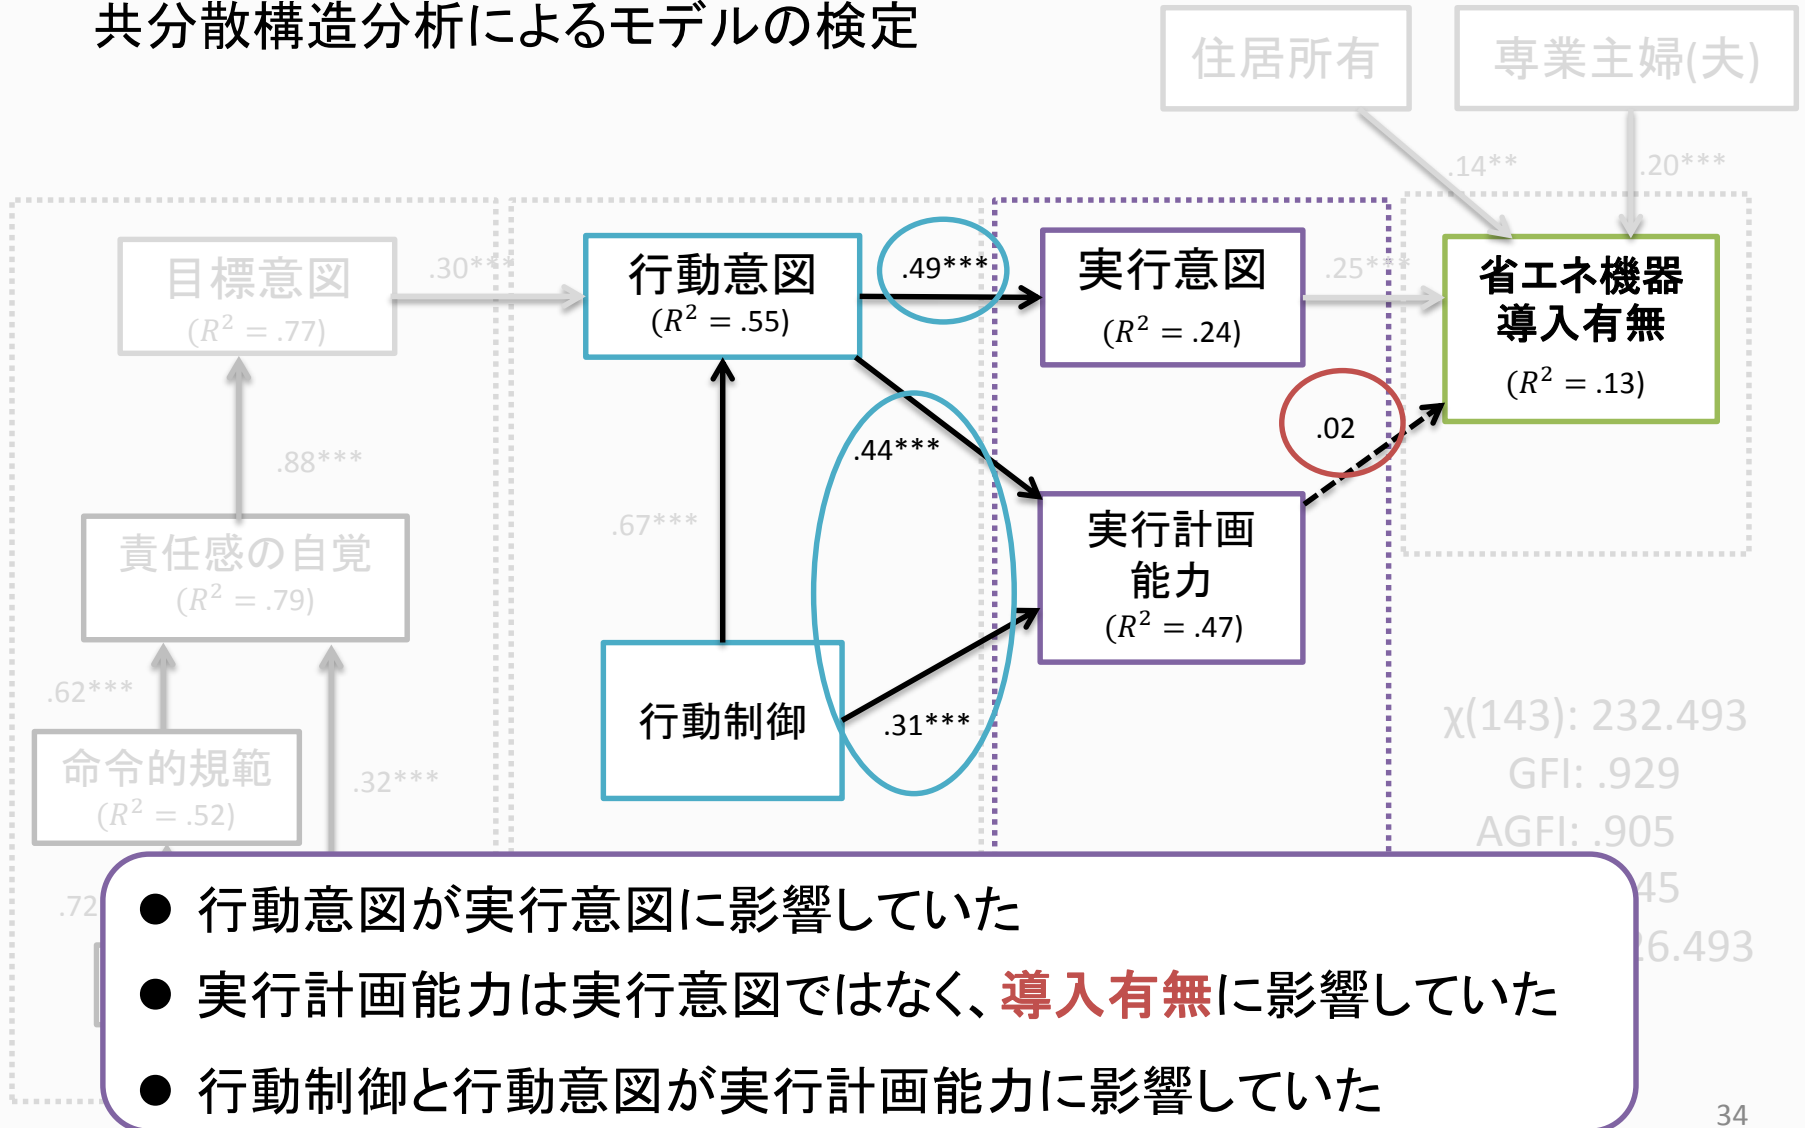 共分散構造分析によるモデルの検定
住居所有
専業主婦(夫)
.14**
.20***
目標意図
(R² = .77)
.30***
行動意図
(R² = .55)
.49***
実行意図
(R² = .24)
.25***
省エネ機器
導入有無
(R² = .13)
.88***
.44***
.02
.67***
責任感の自覚
(R² = .79)
実行計画
能力
(R² = .47)
.62***
行動制御
.31***
命令的規範
(R² = .52)
.32***
χ(143): 232.493
GFI: .929
AGFI: .905
45
.72
26.493
● 行動意図が実行意図に影響していた
● 実行計画能力は実行意図ではなく、導入有無に影響していた
● 行動制御と行動意図が実行計画能力に影響していた
34